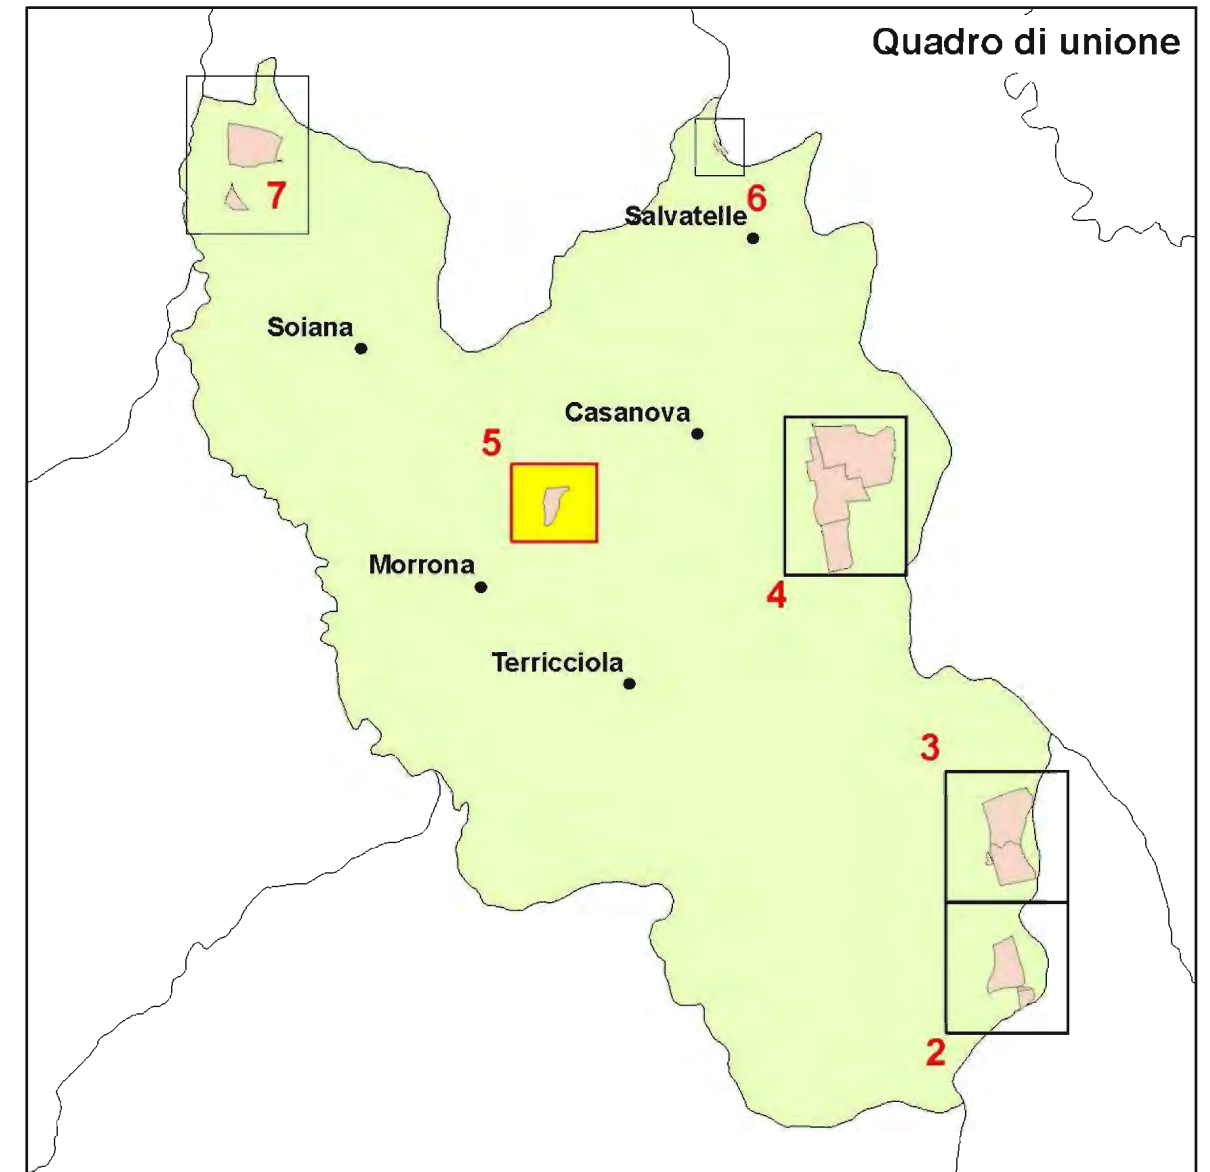 Quadro di unione
7
6
Salvatelle
Soiana
Casanova
5
Morrona
4
Terricciola
3
2